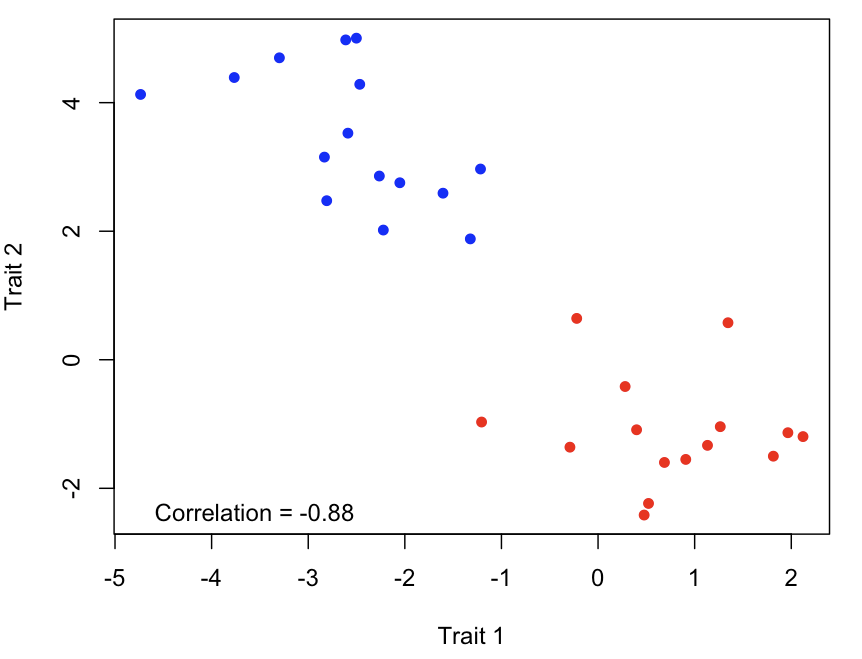 4
2
0
-2
Trait 2
Correlation = -0.88
-5 -4 -3 -2 -1 0 1 2
Trait 1